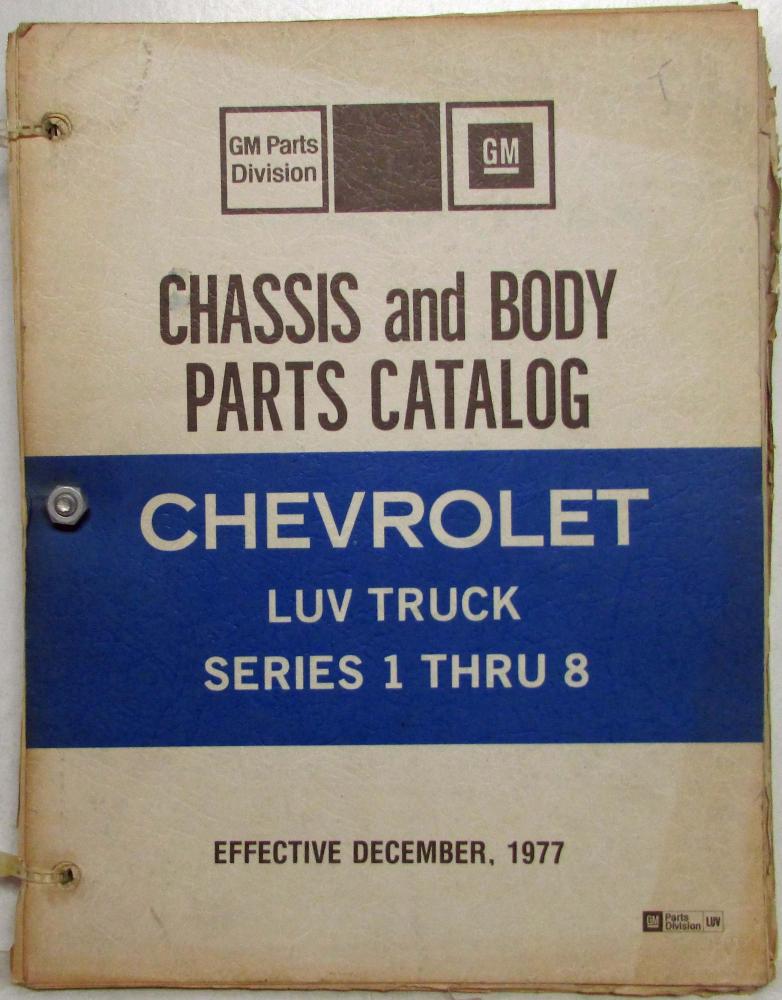 GM Parts
Division
GM
CHASSIS and BODY
PARTS CATALOG
CHEVROLET
LUV TRUCK
SERIES 1 THRU 8
EFFECTIVE DECEMBER, 1977
GM Parts
Division LUV